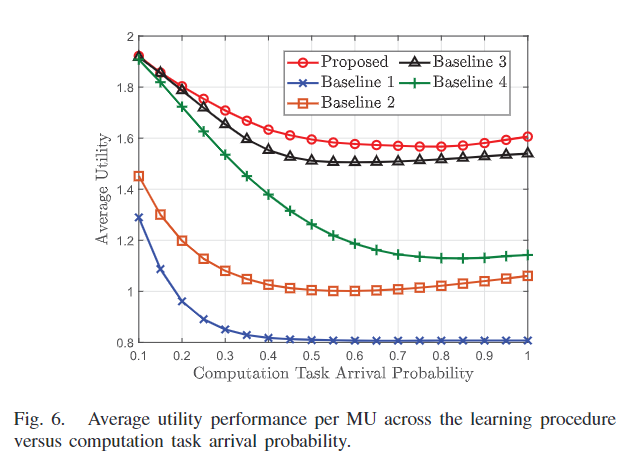 2
1.8
1.6
1.4
1.2
1
0.8
Average Utility
Proposed
Baseline 1
Baseline 2
Baseline 3
Baseline 4
0.1 0.2 0.3 0.4 0.5 0.6 0.7 0.8 0.9 1
Computation Task Arrival Probability
Fig. 6. Average utility performance per MU across the learning procedure
versus computation task arrival probability.